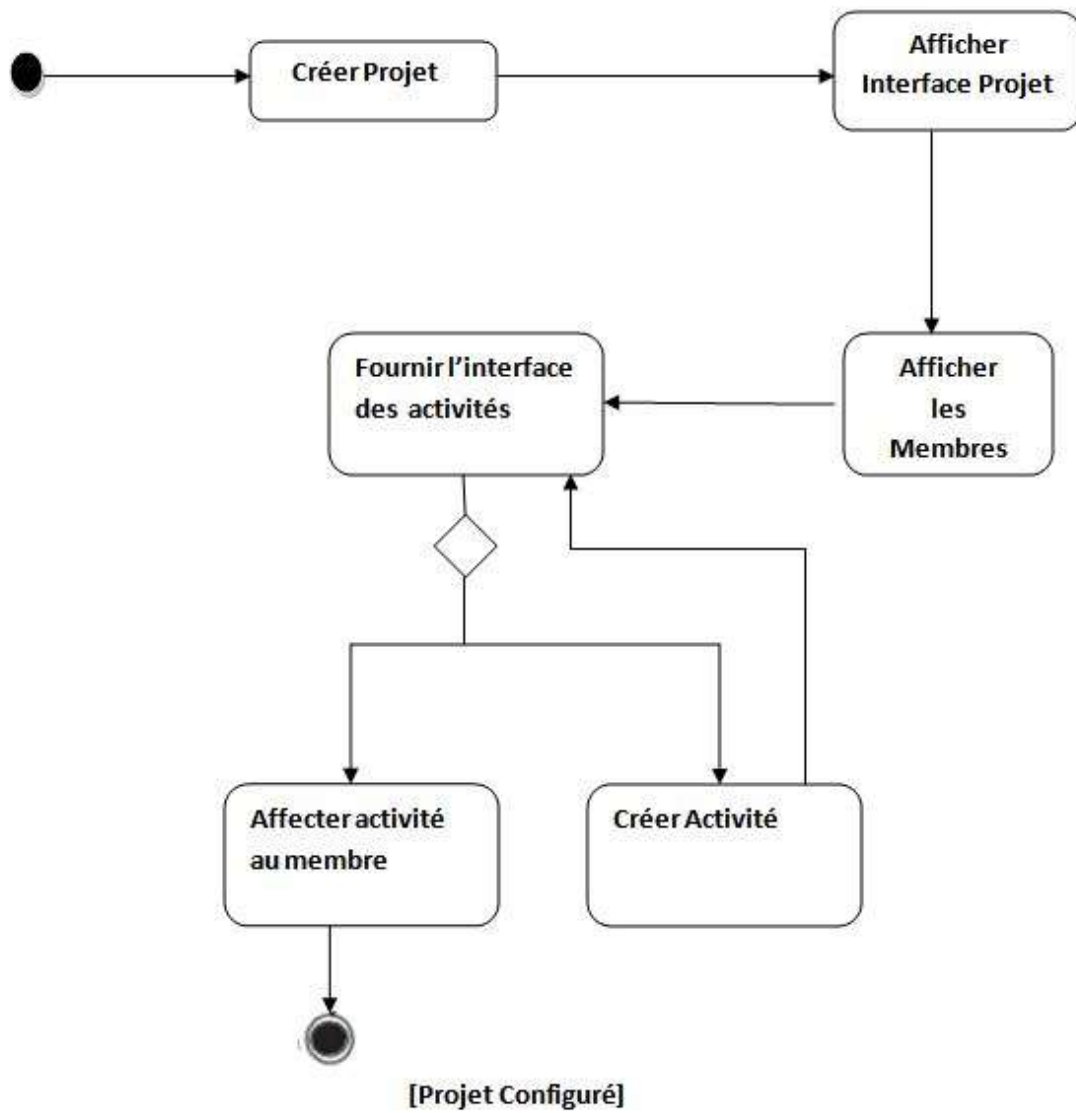 Créer Projet
Afficher
Interface Projet
Fournir l’interface
des activités
Afficher
les
Membres
Affecter activité
au membre
Créer Activité
[Projet Configuré]